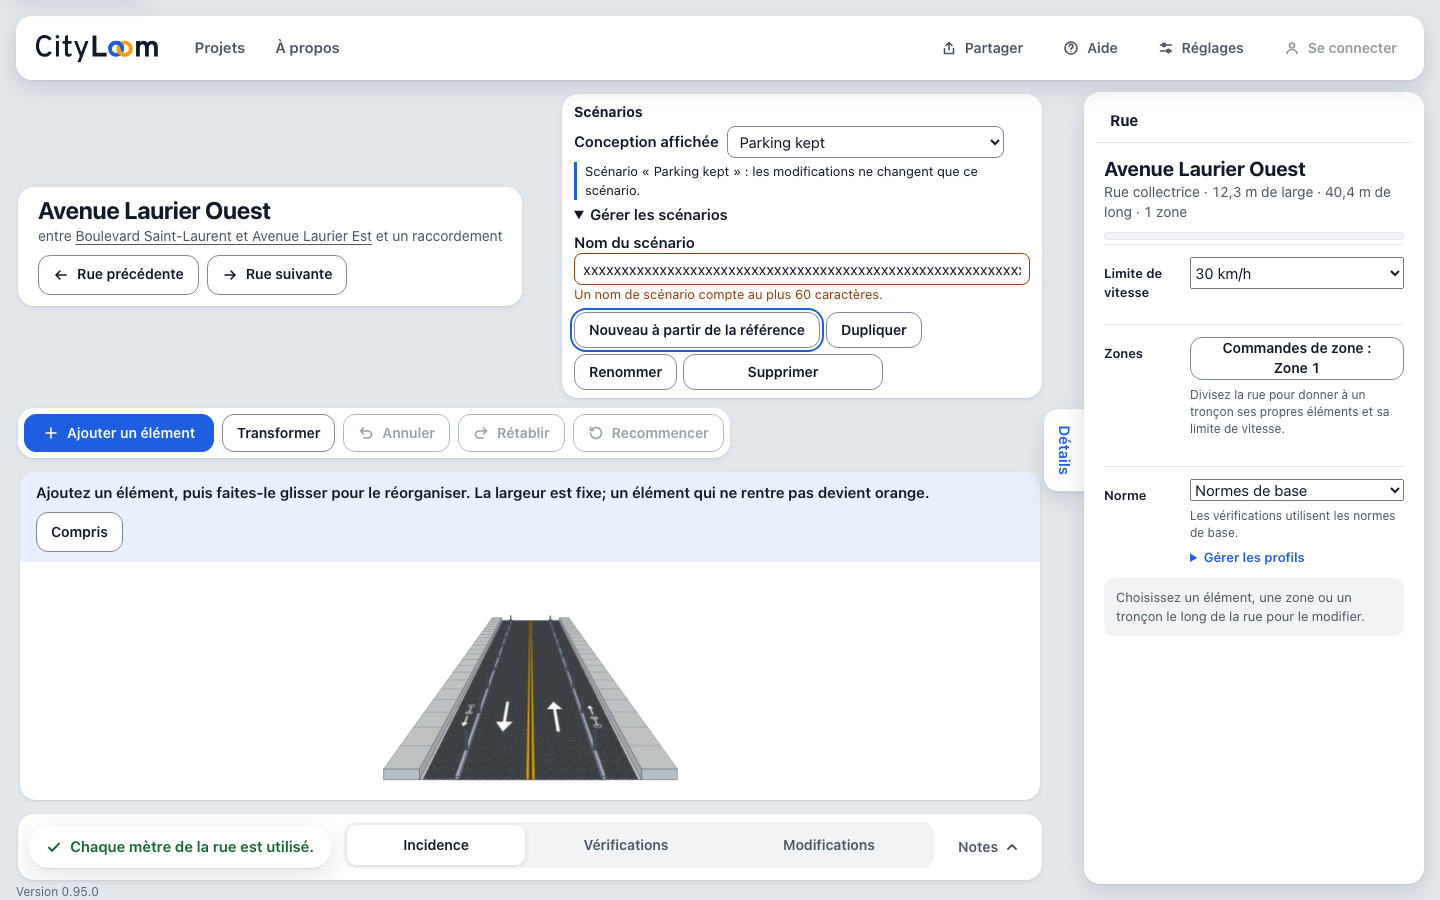 CityLoom
Projets
À propos
Partager
Aide
Réglages
Se connecter
Avenue Laurier Ouest
entre Boulevard Saint-Laurent et Avenue Laurier Est et un raccordement
Rue précédente
Rue suivante
Scénarios
Conception affichée
Parking kept
Scénario « Parking kept » : les modifications ne changent que ce
scénario.
Gérer les scénarios
Nom du scénario
Un nom de scénario compte au plus 60 caractères.
Nouveau à partir de la référence
Dupliquer
Renommer
Supprimer
Ajouter un élément
Transformer
Annuler
Rétablir
Recommencer
Ajoutez un élément, puis faites-le glisser pour le réorganiser. La largeur est fixe; un élément qui ne rentre pas devient orange.
Compris
Chaque mètre de la rue est utilisé.
Incidence
Vérifications
Modifications
Notes
Version 0.95.0
Détails
Rue
Avenue Laurier Ouest
Rue collectrice · 12,3 m de large · 40,4 m de
long · 1 zone
Limite de
vitesse
30 km/h
Zones
Commandes de zone :
Zone 1
Divisez la rue pour donner à un
tronçon ses propres éléments et sa
limite de vitesse.
Norme
Normes de base
Les vérifications utilisent les normes
de base.
Gérer les profils
Choisissez un élément, une zone ou un
tronçon le long de la rue pour le modifier.